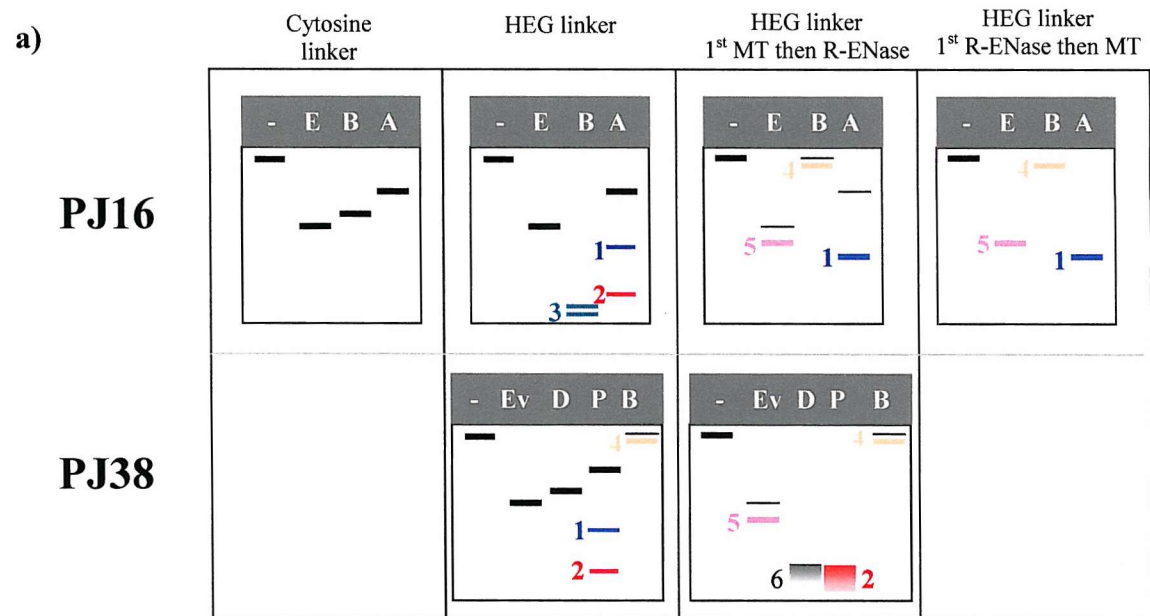 a)
Cytosine
linker
HEG linker
HEG linker
1st MT then R-ENase
HEG linker
1st R-ENase then MT
PJ16
- E B A
- E B A
1
2
3
- E B A
4
5
1
- E B A
4
5
1
PJ38
- Ev D P B
4
1
2
- Ev D P B
4
5
6
2